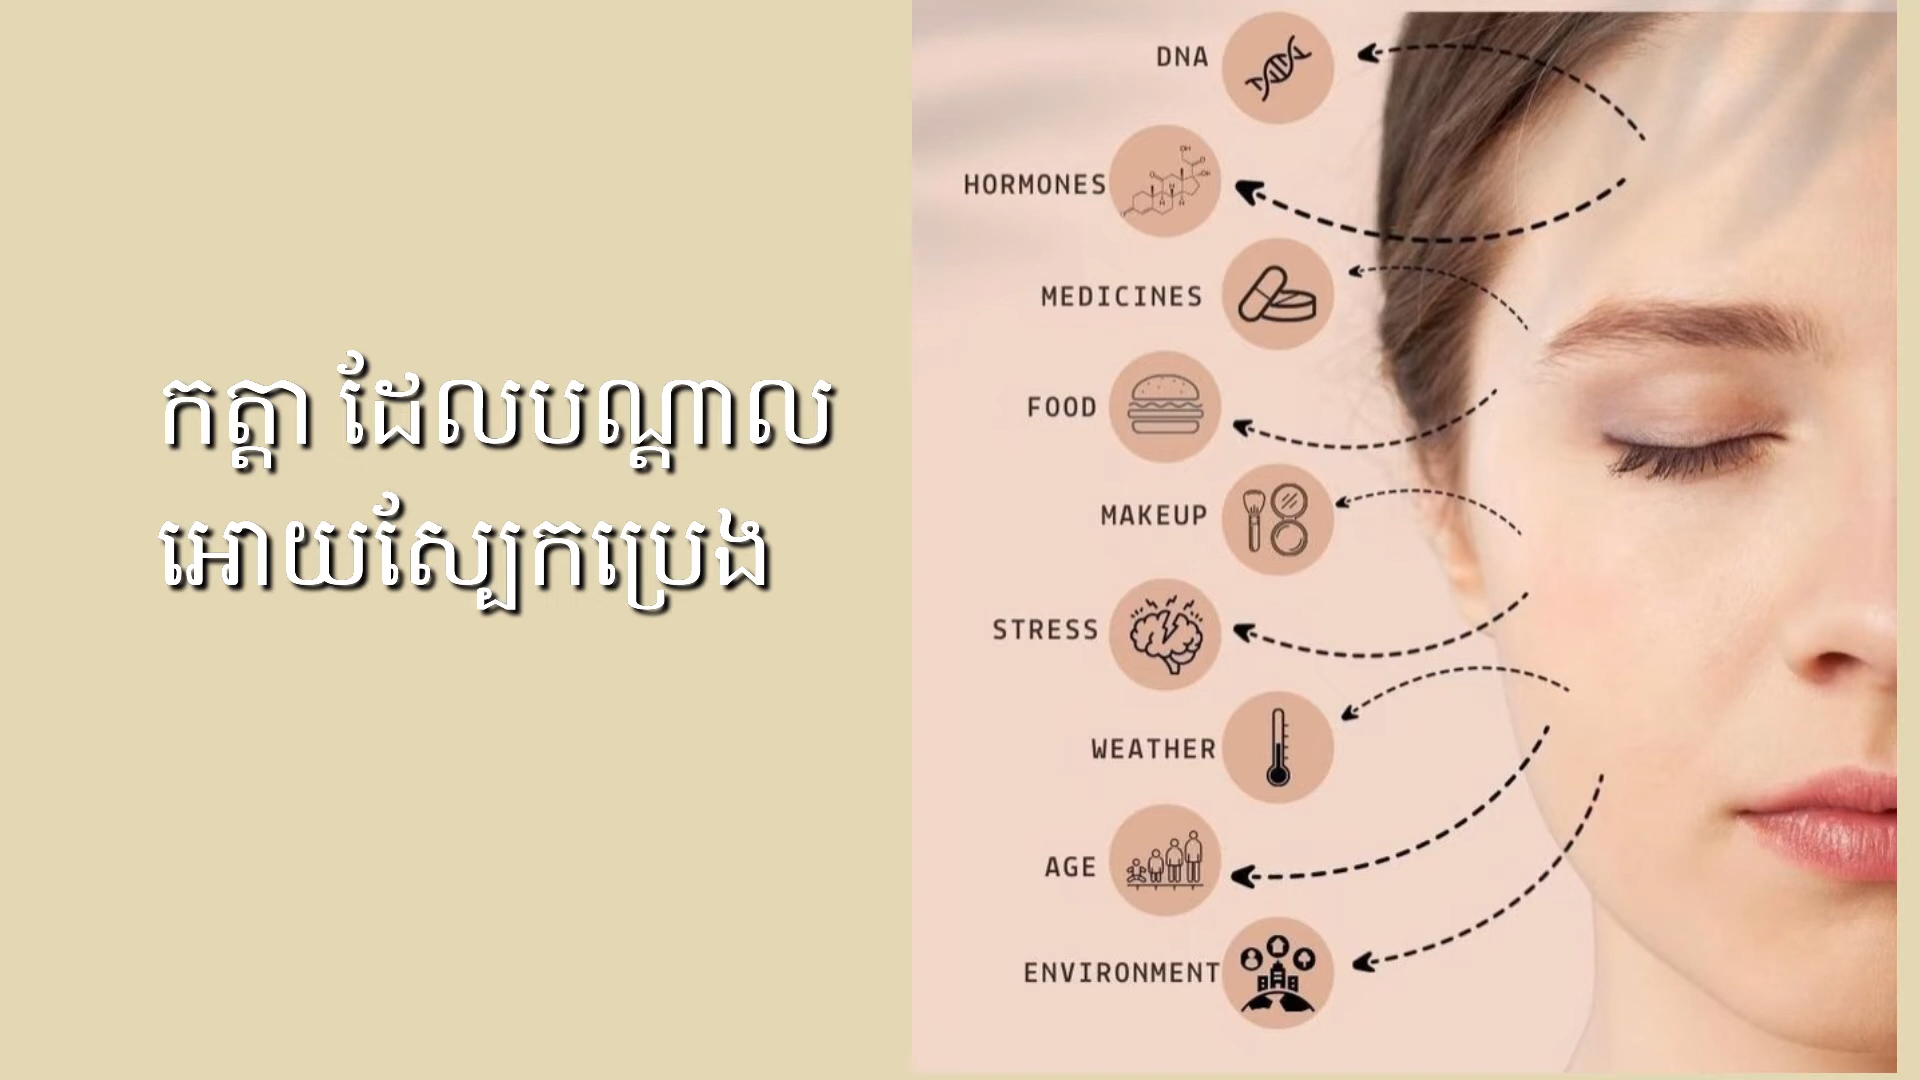 កត្តា ដែលបណ្តាល
អោយស្បែកប្រេង
DNA
HORMONES
MEDICINES
FOOD
MAKEUP
STRESS
WEATHER
AGE
ENVIRONMENT